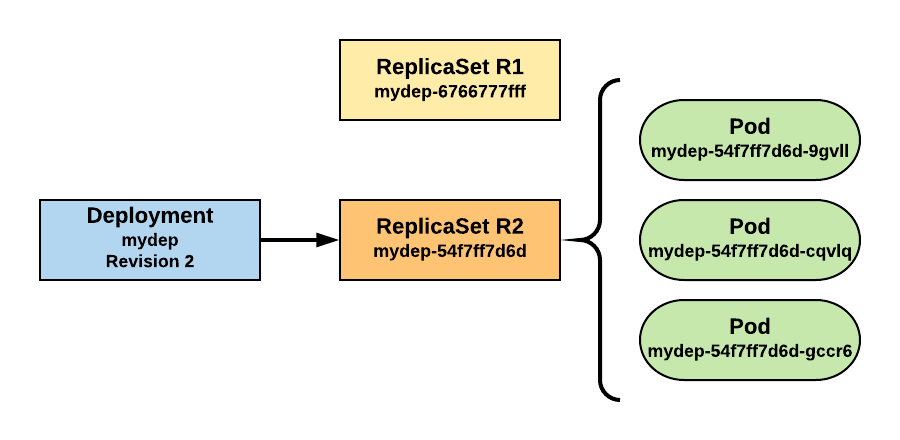 ReplicaSet R1
mydep-6766777fff
Deployment
mydep
Revision 2
ReplicaSet R2
mydep-54f7ff7d6d
Pod
mydep-54f7ff7d6d-9gvll
Pod
mydep-54f7ff7d6d-cqvlq
Pod
mydep-54f7ff7d6d-gccr6